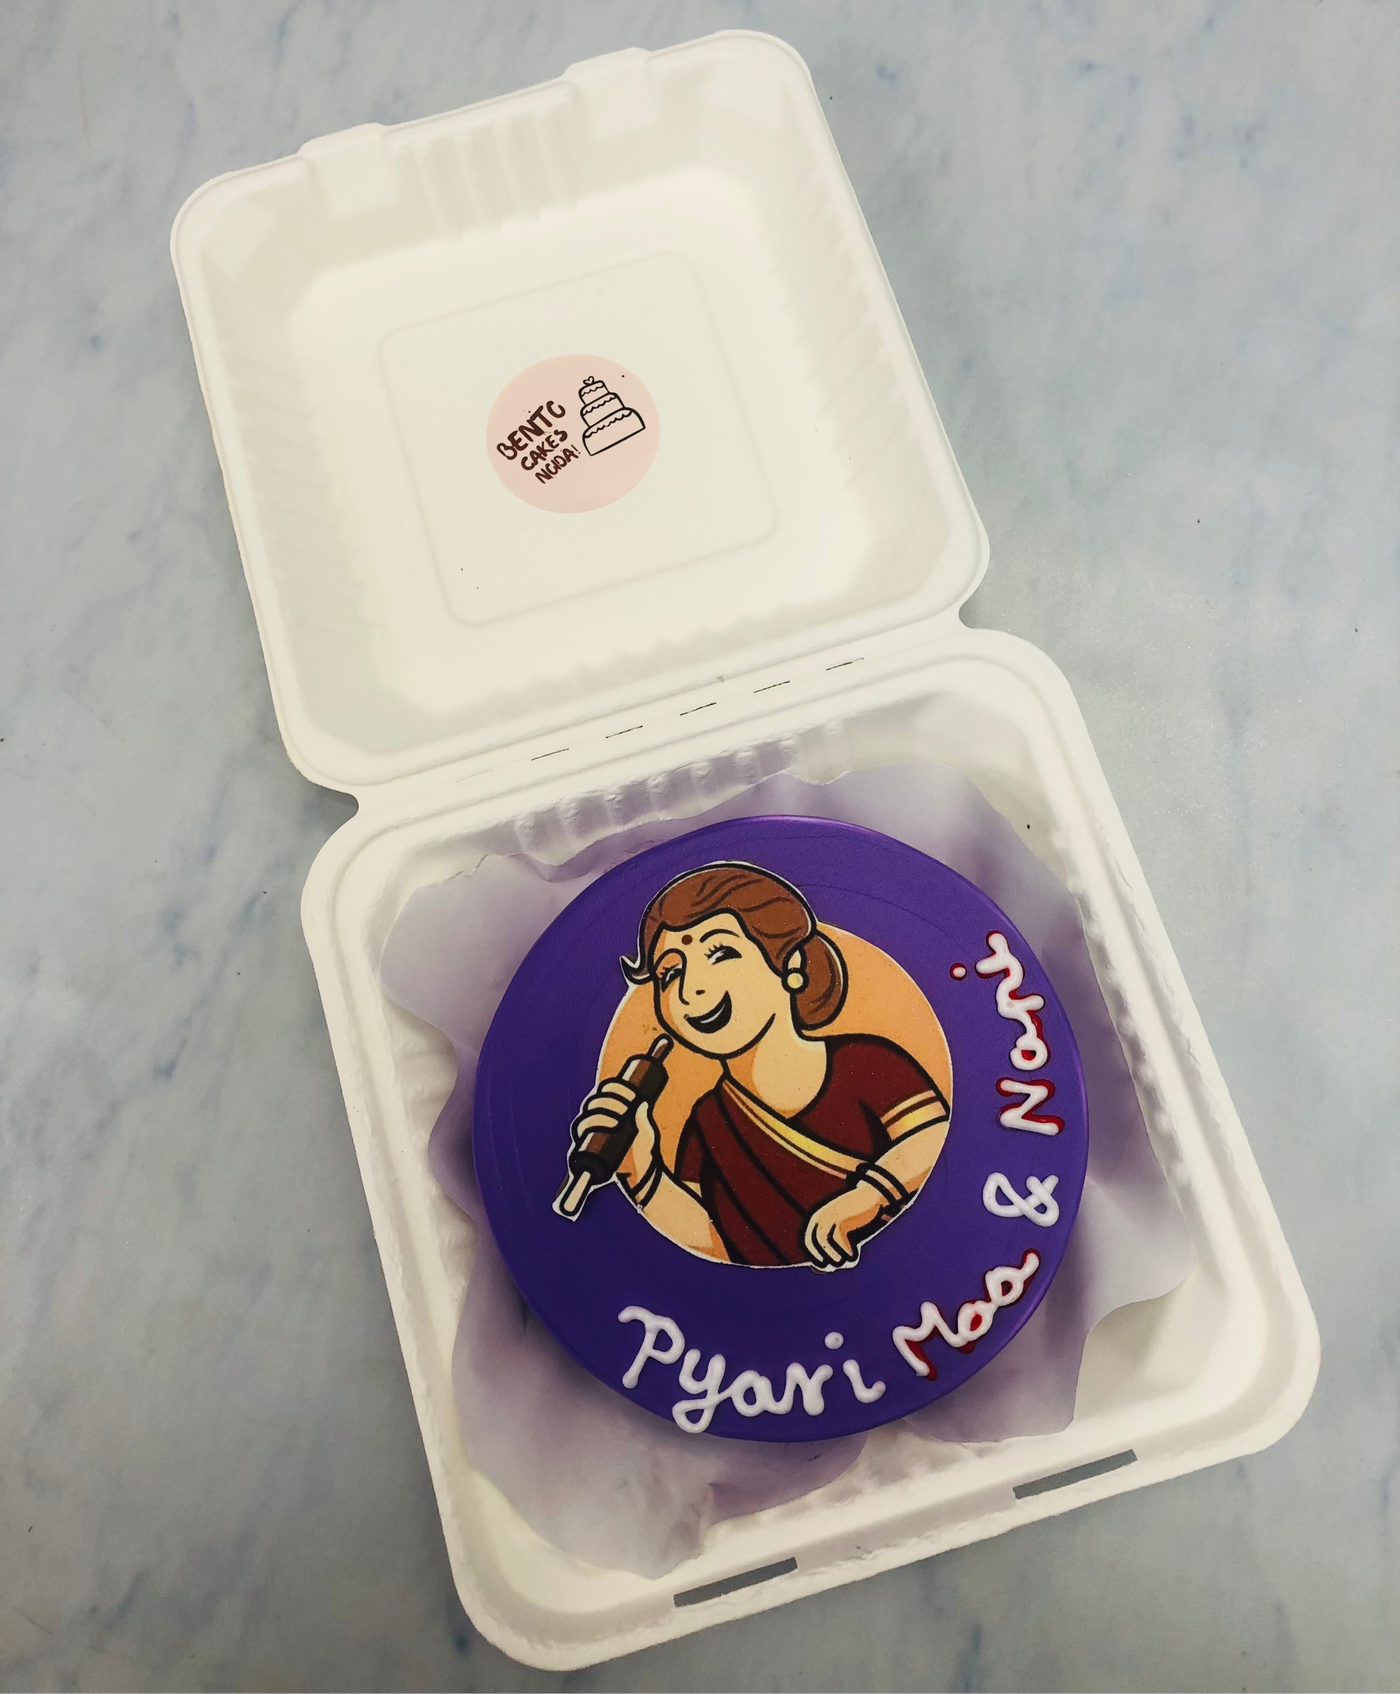 BENTO
CAKES
NOIDA!
Pyari Maa & Nani